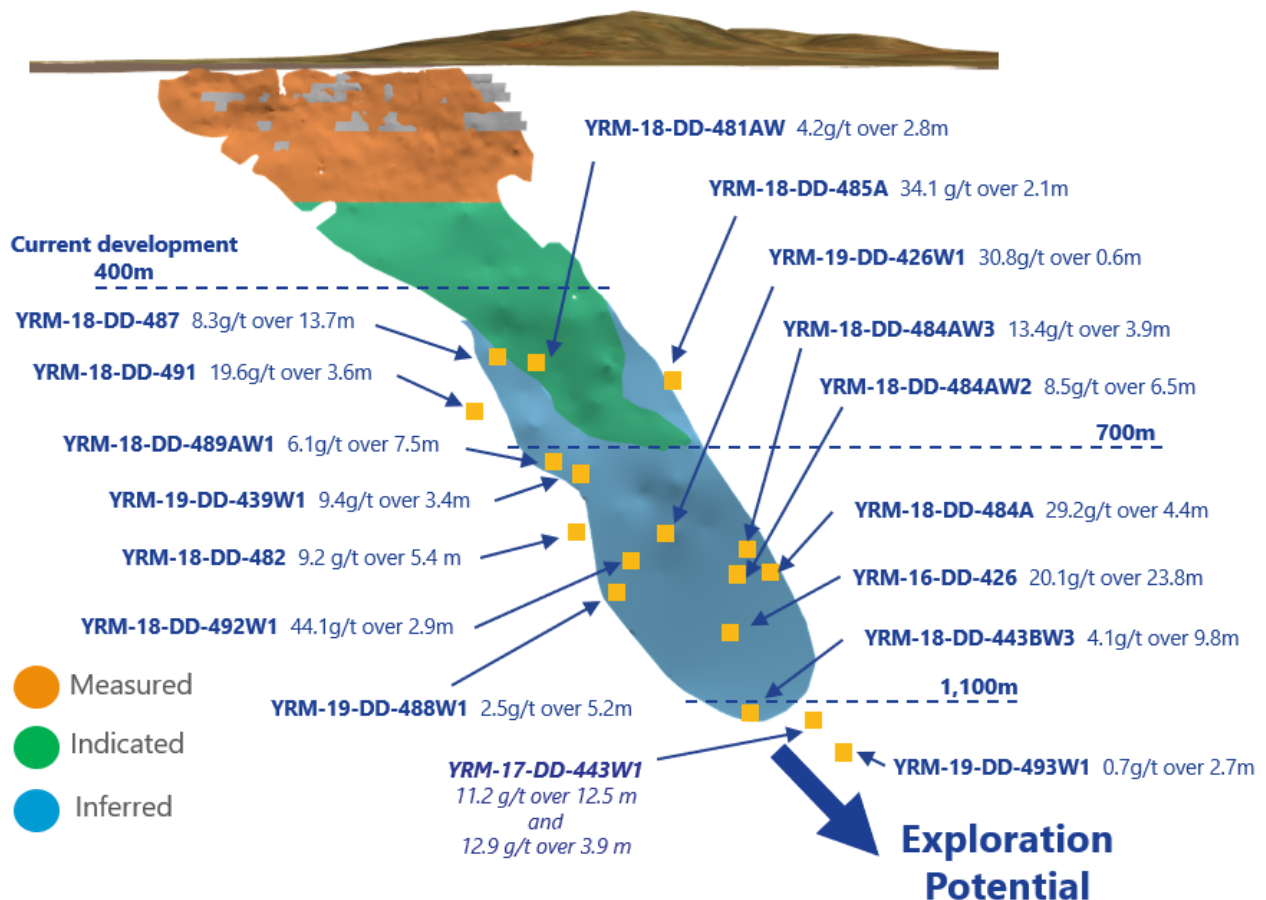 YRM-18-DD-481AW 4.2g/t over 2.8m
YRM-18-DD-485A 34.1 g/t over 2.1m
Current development
400m
YRM-19-DD-426W1 30.8g/t over 0.6m
YRM-18-DD-487 8.3g/t over 13.7m
YRM-18-DD-484AW3 13.4g/t over 3.9m
YRM-18-DD-491 19.6g/t over 3.6m
YRM-18-DD-484AW2 8.5g/t over 6.5m
700m
YRM-18-DD-489AW1 6.1g/t over 7.5m
YRM-19-DD-439W1 9.4g/t over 3.4m
YRM-18-DD-484A 29.2g/t over 4.4m
YRM-18-DD-482 9.2 g/t over 5.4 m
YRM-16-DD-426 20.1g/t over 23.8m
YRM-18-DD-492W1 44.1g/t over 2.9m
YRM-18-DD-443BW3 4.1g/t over 9.8m
Measured
1,100m
YRM-19-DD-488W1 2.5g/t over 5.2m
Indicated
YRM-17-DD-443W1
11.2 g/t over 12.5 m
and
12.9 g/t over 3.9 m
YRM-19-DD-493W1 0.7g/t over 2.7m
Inferred
Exploration
Potential